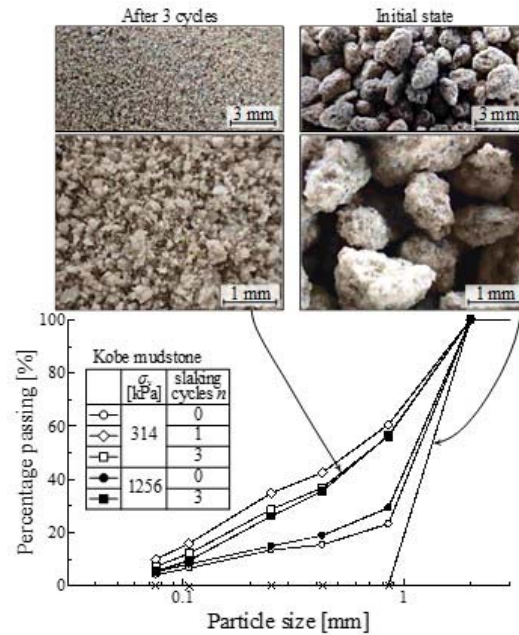 After 3 cycles
Initial state
3 mm
3 mm
1 mm
1 mm
100
80
60
40
20
0
Percentage passing [%]
Kobe mudstone
σv [kPa] slaking cycles n
314 0
1
3
1256 0
3
0.1 1
Particle size [mm]